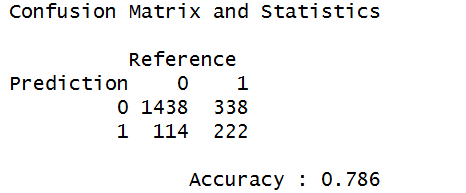 Confusion Matrix and Statistics
Reference
Prediction 0 1
0 1438 338
1 114 222
Accuracy : 0.786